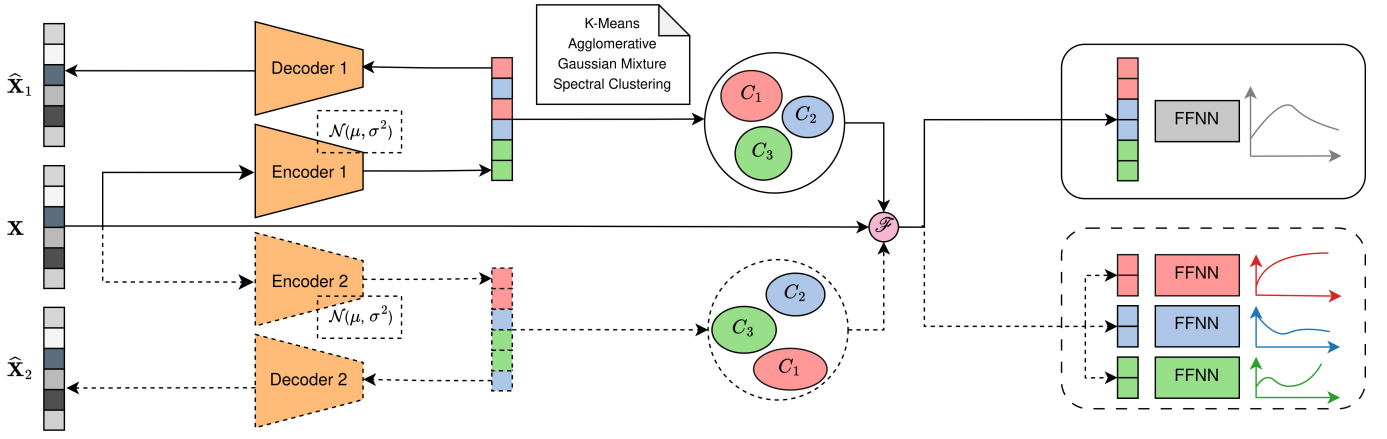 K-Means
Agglomerative
Gaussian Mixture
Spectral Clustering
X̂₁
Decoder 1
𝒩(μ, σ²)
Encoder 1
C₁
C₂
C₃
FFNN
X
ℱ
Encoder 2
𝒩(μ, σ²)
C₂
C₃
C₁
FFNN
FFNN
FFNN
X̂₂
Decoder 2